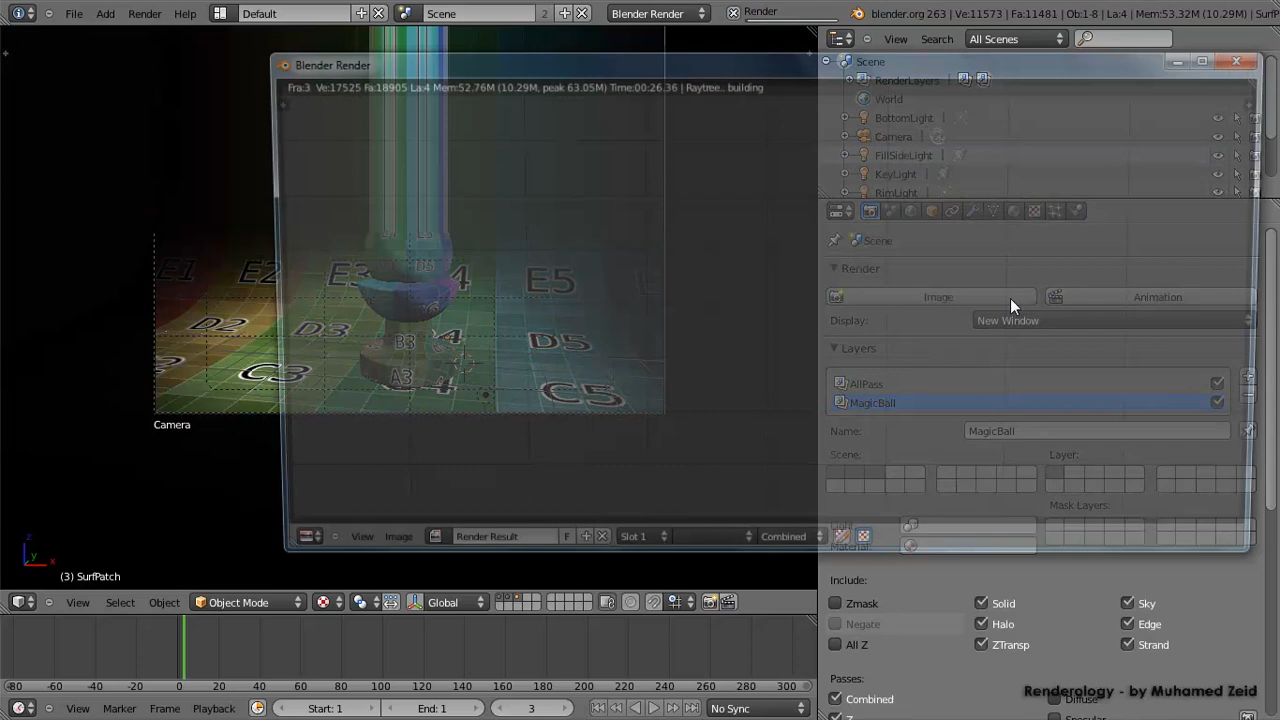 File Add Render Help Default Scene 2 Blender Render Render blender.org 263 | Ve:11573 | Fa:11481 | Ob:1-8 | La:4 | Mem:53.32M (10.29M) |
View Search All Scenes
Blender Render
Fra:3 Ve:17525 Fa:18905 La:4 Mem:52.76M (10.29M, peak 63.05M) Time:00:26.36 | Raytree.. building
Scene
RenderLayers
World
BottomLight
Camera
FillSideLight
KeyLight
RimLight
Scene
Render
Image Animation
Display: New Window
Layers
AllPass
MagicBall
Name: MagicBall
Scene: Layer:
Mask Layers:
Material:
E1 E2 E3 E5
D5
D2 D3 D5
B3
C3 A3 C5
Camera
View Image Render Result F Slot 1 Combined
Include:
Zmask Solid Sky
Negate Halo Edge
All Z ZTransp Strand
Passes:
Combined Diffuse
(3) SurfPatch
z
y
x
View Select Object Object Mode Global
-80 -60 -40 -20 0 20 40 60 80 100 120 140 160 180 200 220 240 260 280 300
View Marker Frame Playback Start: 1 End: 1 3 No Sync
Renderology - by Muhamed Zeid